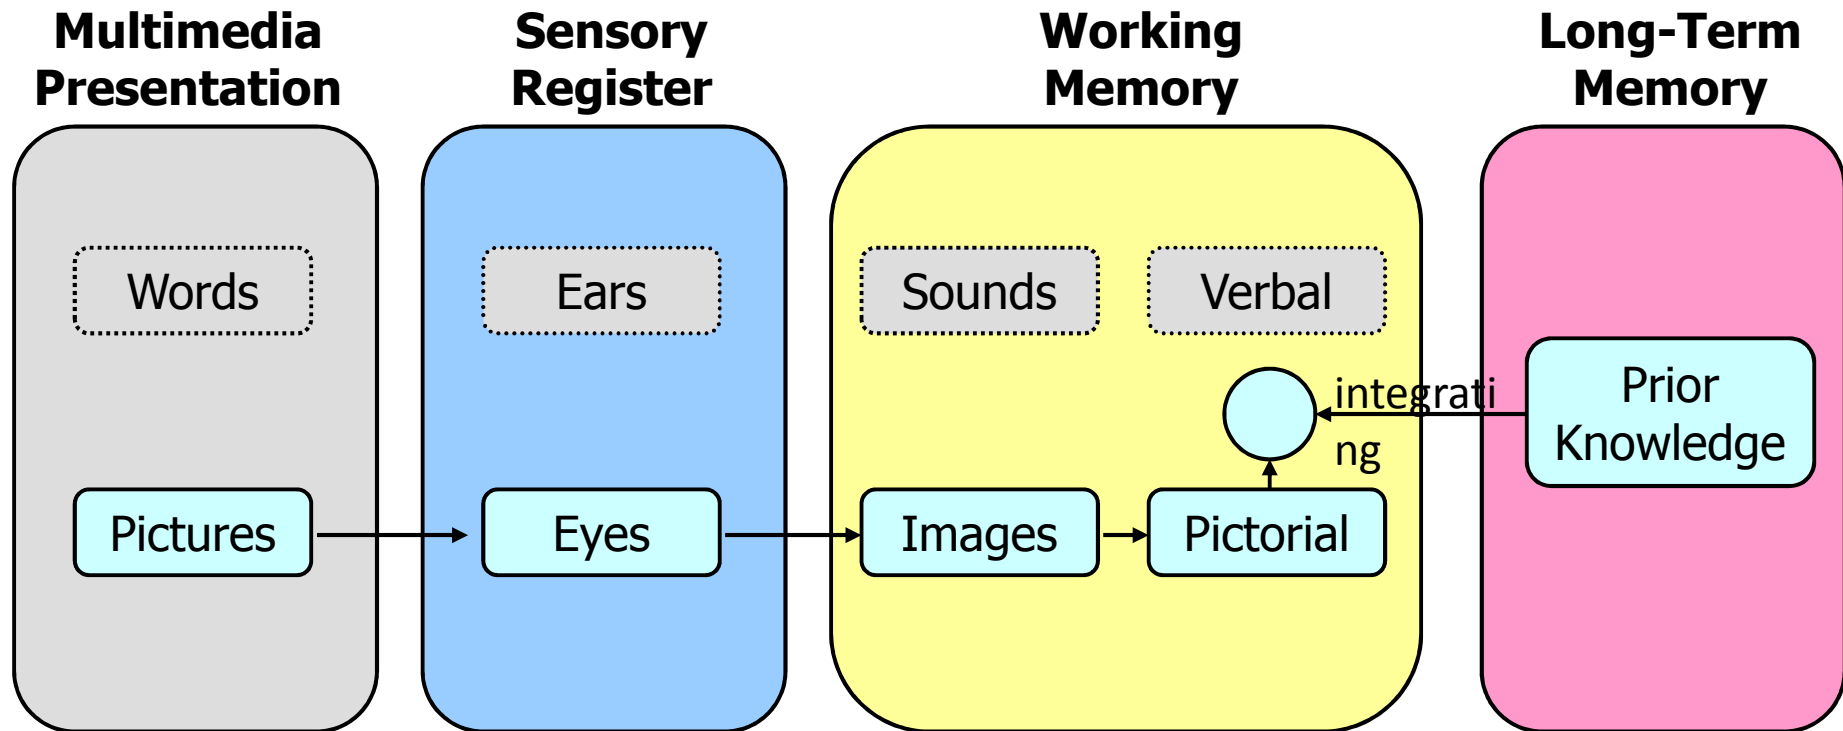 Multimedia
Presentation
Sensory
Register
Working
Memory
Long-Term
Memory
Words
Ears
Sounds
Verbal
integrati
ng
Prior
Knowledge
Pictures
Eyes
Images
Pictorial